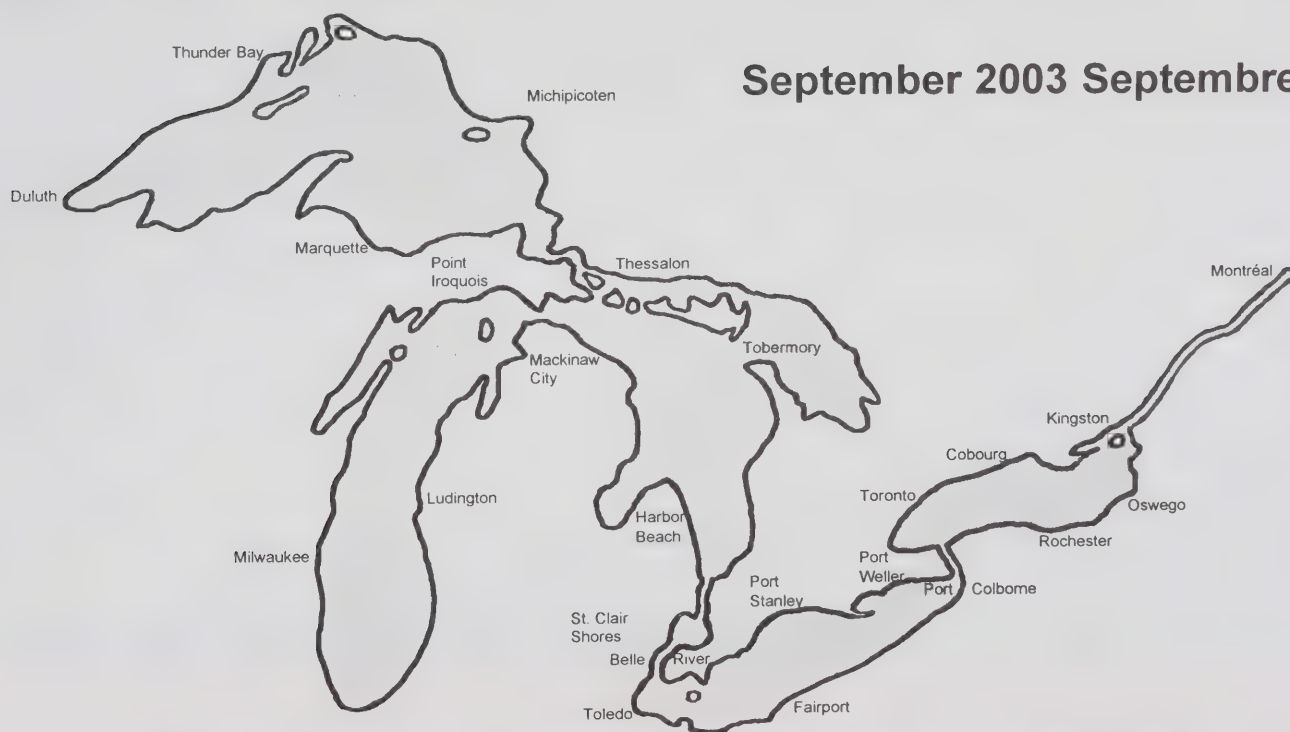 September 2003 Septembre
Thunder Bay
Michipicoten
Duluth
Marquette
Point
Iroquois
Thessalon
Montréal
Mackinaw
City
Tobermory
Kingston
Cobourg
Toronto
Oswego
Ludington
Harbor
Beach
Rochester
Milwaukee
Port
Weller
Port Colborne
Port
Stanley
St. Clair
Shores
Belle River
Toledo
Fairport